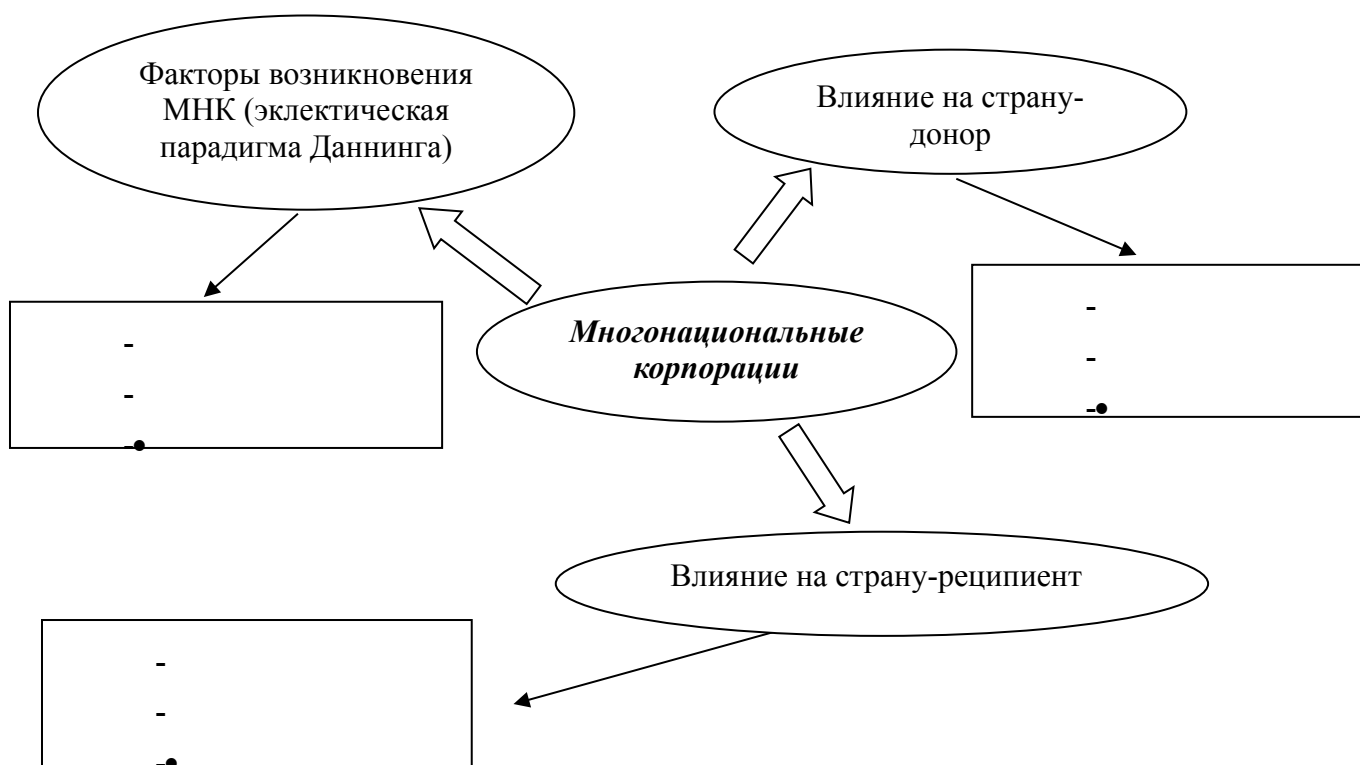 Факторы возникновения
МНК (эклектическая
парадигма Даннинга)
Влияние на страну-
донор
Многонациональные
корпорации
-
-
-•
-
-
-•
Влияние на страну-реципиент
-
-
-•